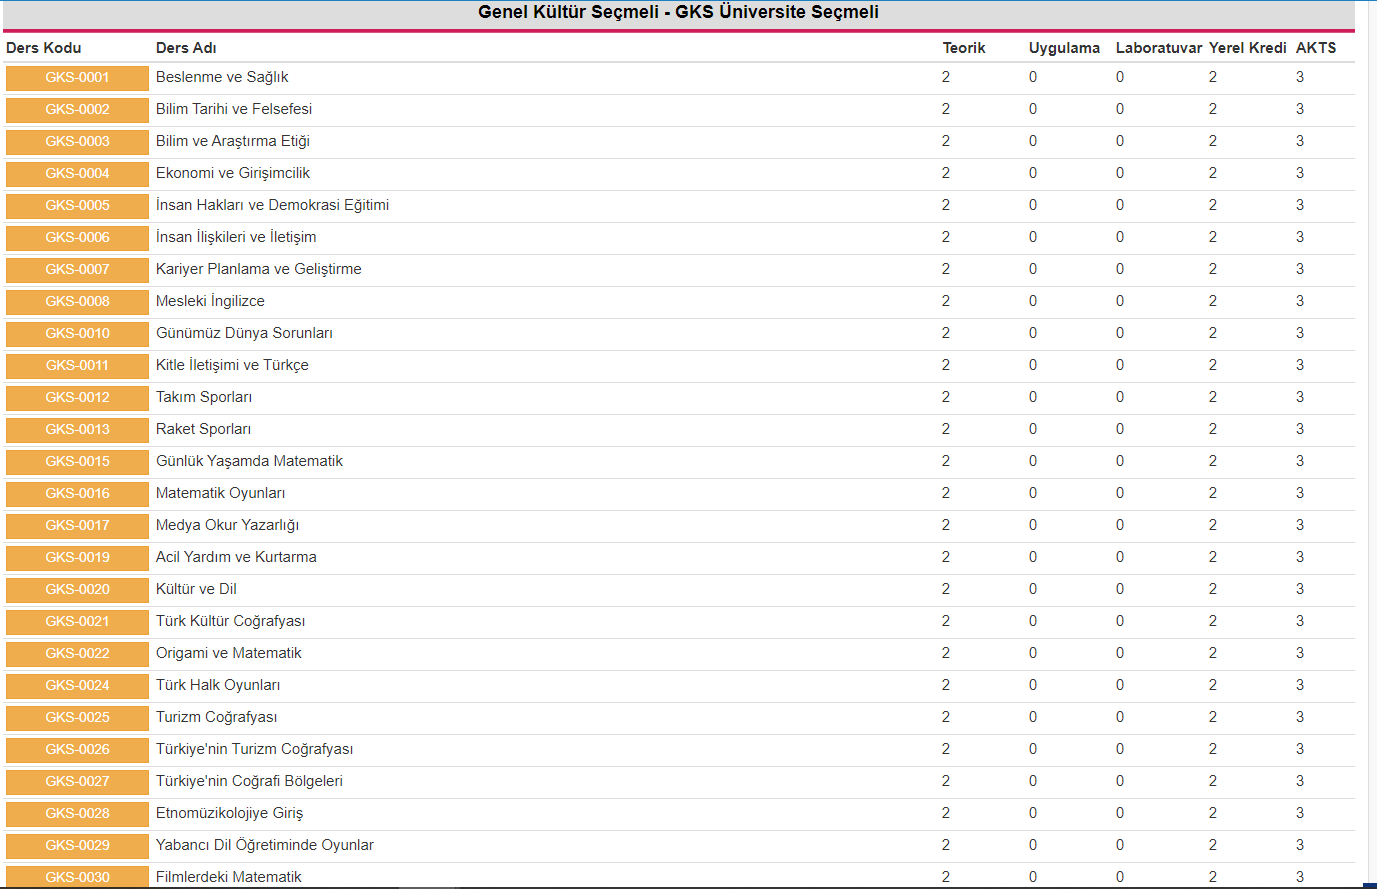 Genel Kültür Seçmeli - GKS Üniversite Seçmeli
Ders Kodu Ders Adı Teorik Uygulama Laboratuvar Yerel Kredi AKTS
GKS-0001 Beslenme ve Sağlık 2 0 0 2 3
GKS-0002 Bilim Tarihi ve Felsefesi 2 0 0 2 3
GKS-0003 Bilim ve Araştırma Etiği 2 0 0 2 3
GKS-0004 Ekonomi ve Girişimcilik 2 0 0 2 3
GKS-0005 İnsan Hakları ve Demokrasi Eğitimi 2 0 0 2 3
GKS-0006 İnsan İlişkileri ve İletişim 2 0 0 2 3
GKS-0007 Kariyer Planlama ve Geliştirme 2 0 0 2 3
GKS-0008 Mesleki İngilizce 2 0 0 2 3
GKS-0010 Günümüz Dünya Sorunları 2 0 0 2 3
GKS-0011 Kitle İletişimi ve Türkçe 2 0 0 2 3
GKS-0012 Takım Sporları 2 0 0 2 3
GKS-0013 Raket Sporları 2 0 0 2 3
GKS-0015 Günlük Yaşamda Matematik 2 0 0 2 3
GKS-0016 Matematik Oyunları 2 0 0 2 3
GKS-0017 Medya Okur Yazarlığı 2 0 0 2 3
GKS-0019 Acil Yardım ve Kurtarma 2 0 0 2 3
GKS-0020 Kültür ve Dil 2 0 0 2 3
GKS-0021 Türk Kültür Coğrafyası 2 0 0 2 3
GKS-0022 Origami ve Matematik 2 0 0 2 3
GKS-0024 Türk Halk Oyunları 2 0 0 2 3
GKS-0025 Turizm Coğrafyası 2 0 0 2 3
GKS-0026 Türkiye'nin Turizm Coğrafyası 2 0 0 2 3
GKS-0027 Türkiye'nin Coğrafi Bölgeleri 2 0 0 2 3
GKS-0028 Etnomüzikolojiye Giriş 2 0 0 2 3
GKS-0029 Yabancı Dil Öğretiminde Oyunlar 2 0 0 2 3
GKS-0030 Filmlerdeki Matematik 2 0 0 2 3